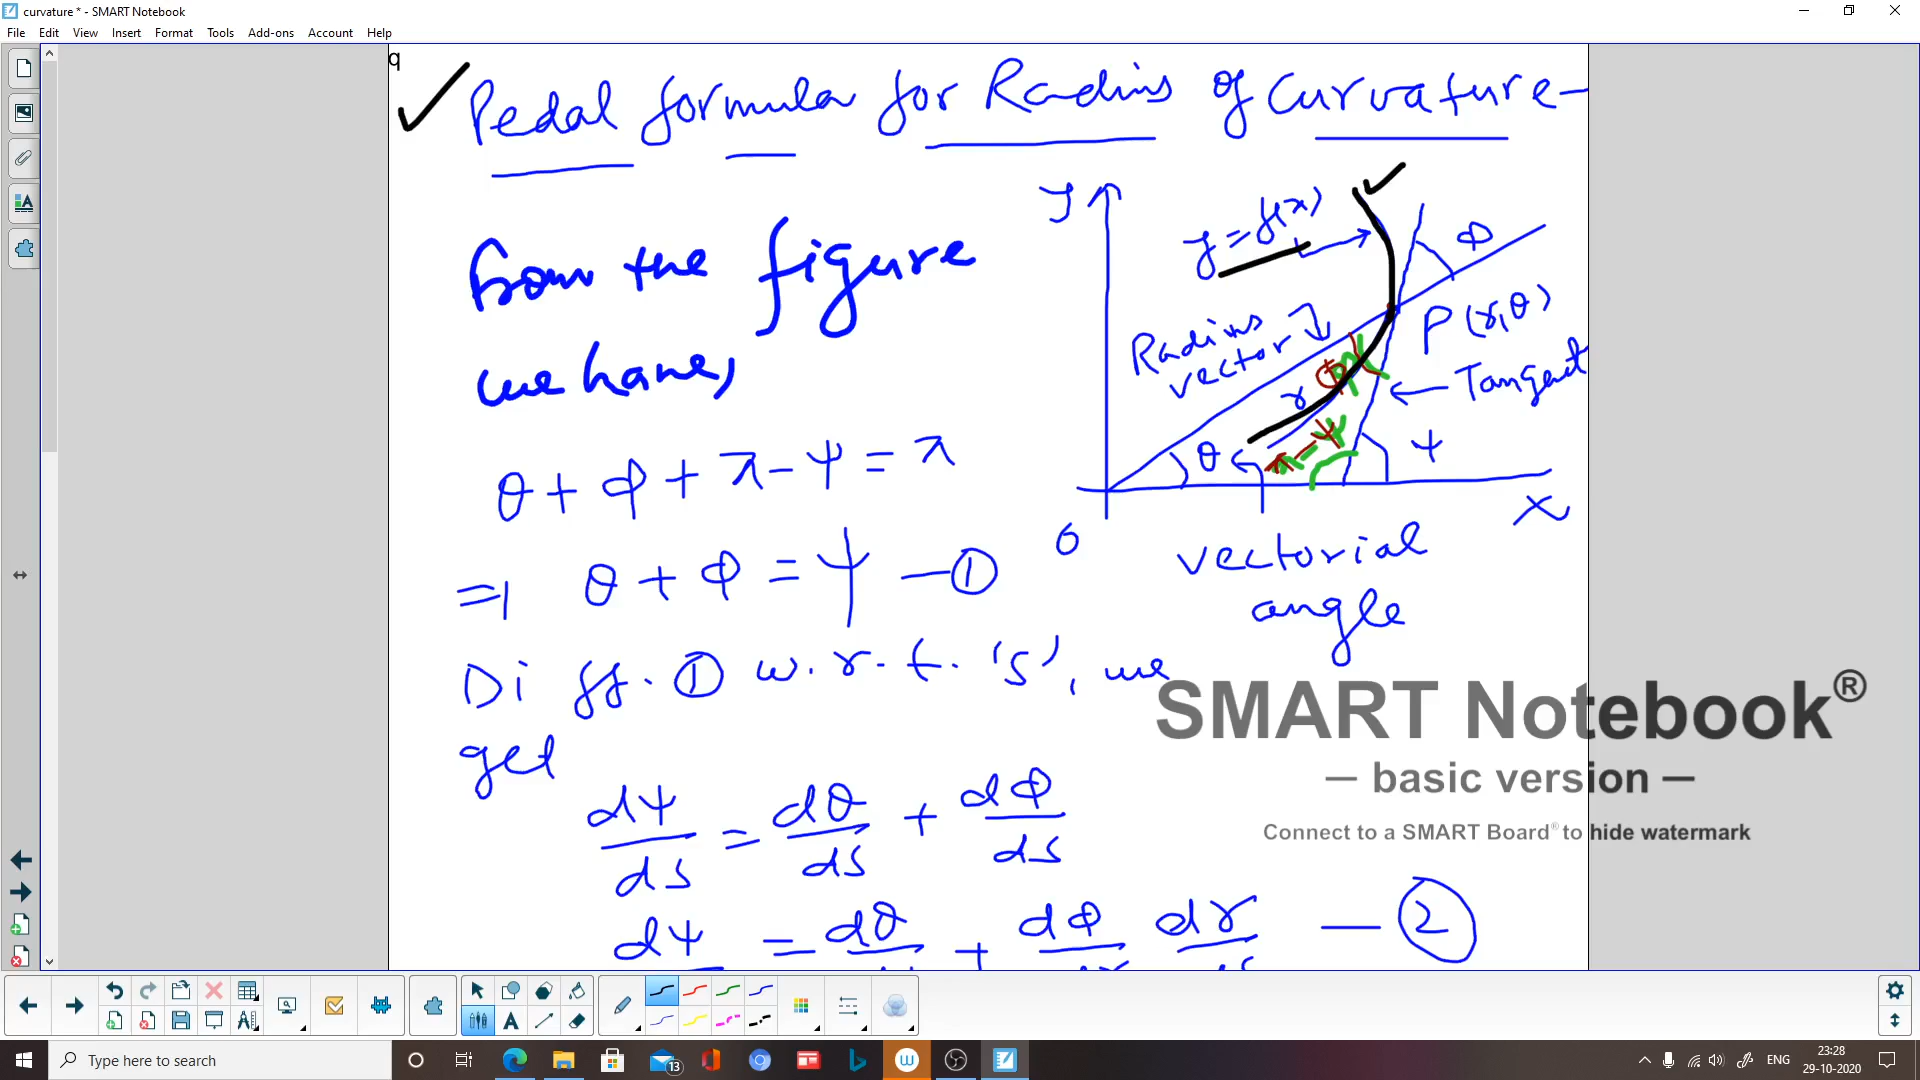 curvature * - SMART Notebook
File Edit View Insert Format Tools Add-ons Account Help
q
Pedal formula for Radius of Curvature-
y
y = f(x)
Φ
from the figure
Radius vector
P(r,θ)
we have,
Φ
Tangent
r
θ
π-ψ
ψ
θ + φ + π - ψ = π
x
O
vectorial
⇒ θ + φ = ψ — ①
angle
Diff. ① w.r.t. 's', we
get
SMART Notebook®
— basic version —
Connect to a SMART Board® to hide watermark
dψ/ds = dθ/ds + dφ/ds
dψ = dθ + dφ dr — ②
Type here to search
13
W
ENG
23:28
29-10-2020